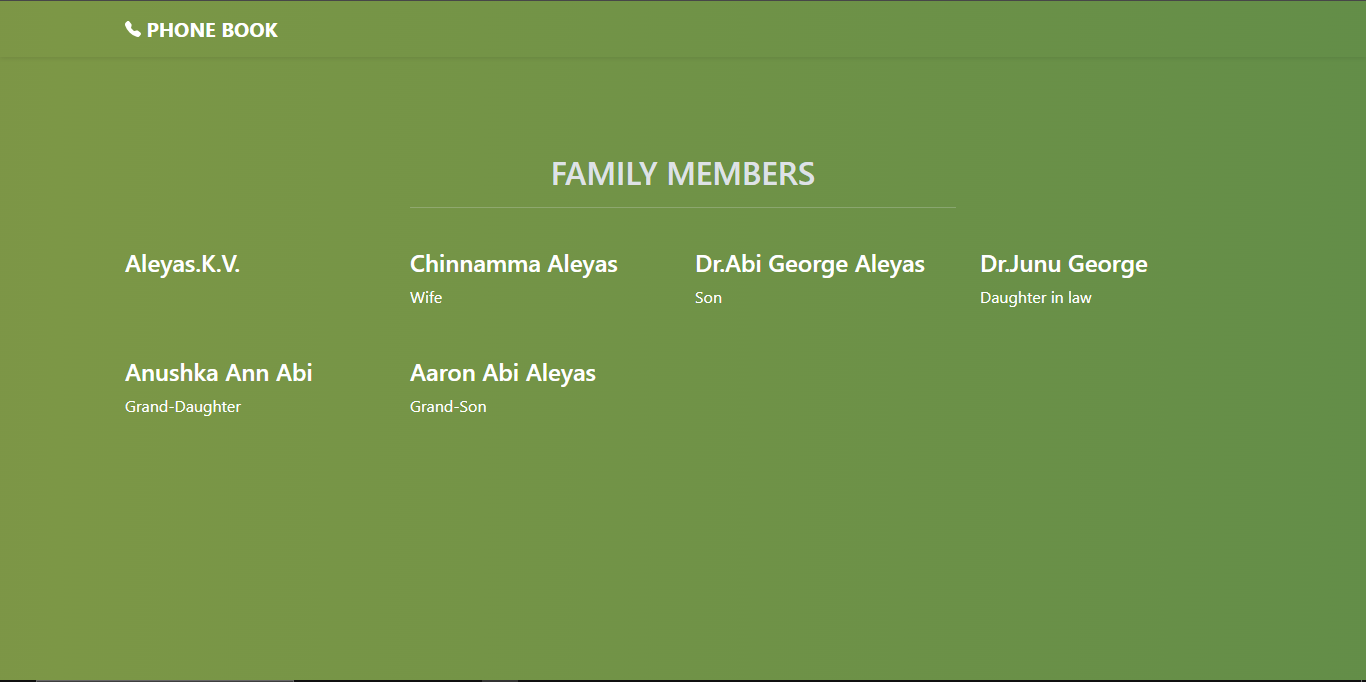 PHONE BOOK
FAMILY MEMBERS
Aleyas.K.V.
Chinnamma Aleyas
Wife
Dr.Abi George Aleyas
Son
Dr.Junu George
Daughter in law
Anushka Ann Abi
Grand-Daughter
Aaron Abi Aleyas
Grand-Son